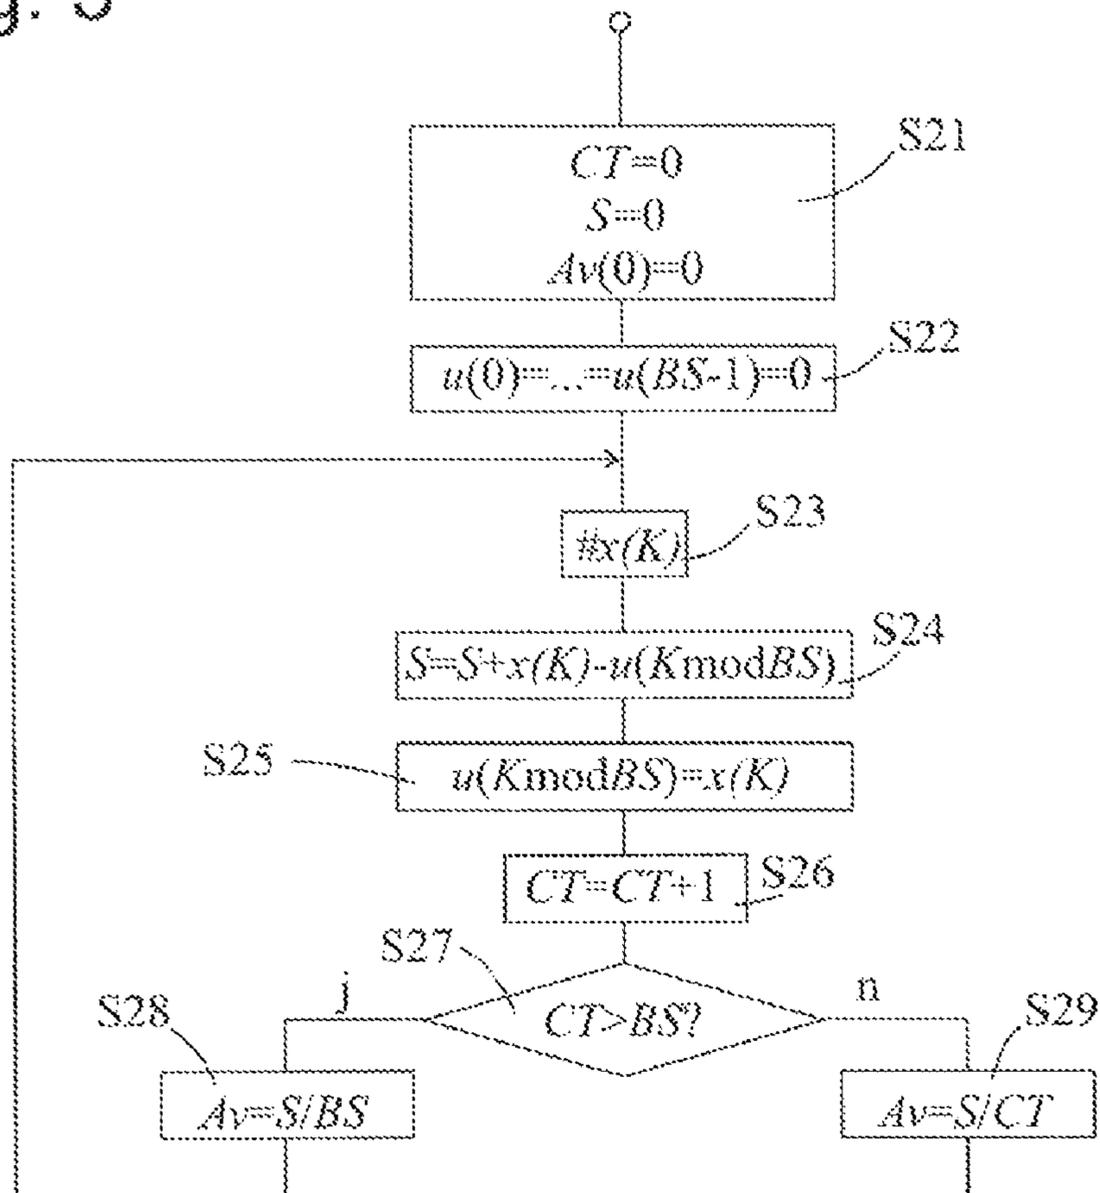 S21
CT=0
S=0
Av(0)=0
S22
u(0)=...=u(BS-1)=0
S23
#x(K)
S24
S=S+x(K)-u(KmodBS)
S25
u(KmodBS)=x(K)
CT=CT+1
S26
S27
j
n
S28
CT>BS?
S29
Av=S/BS
Av=S/CT